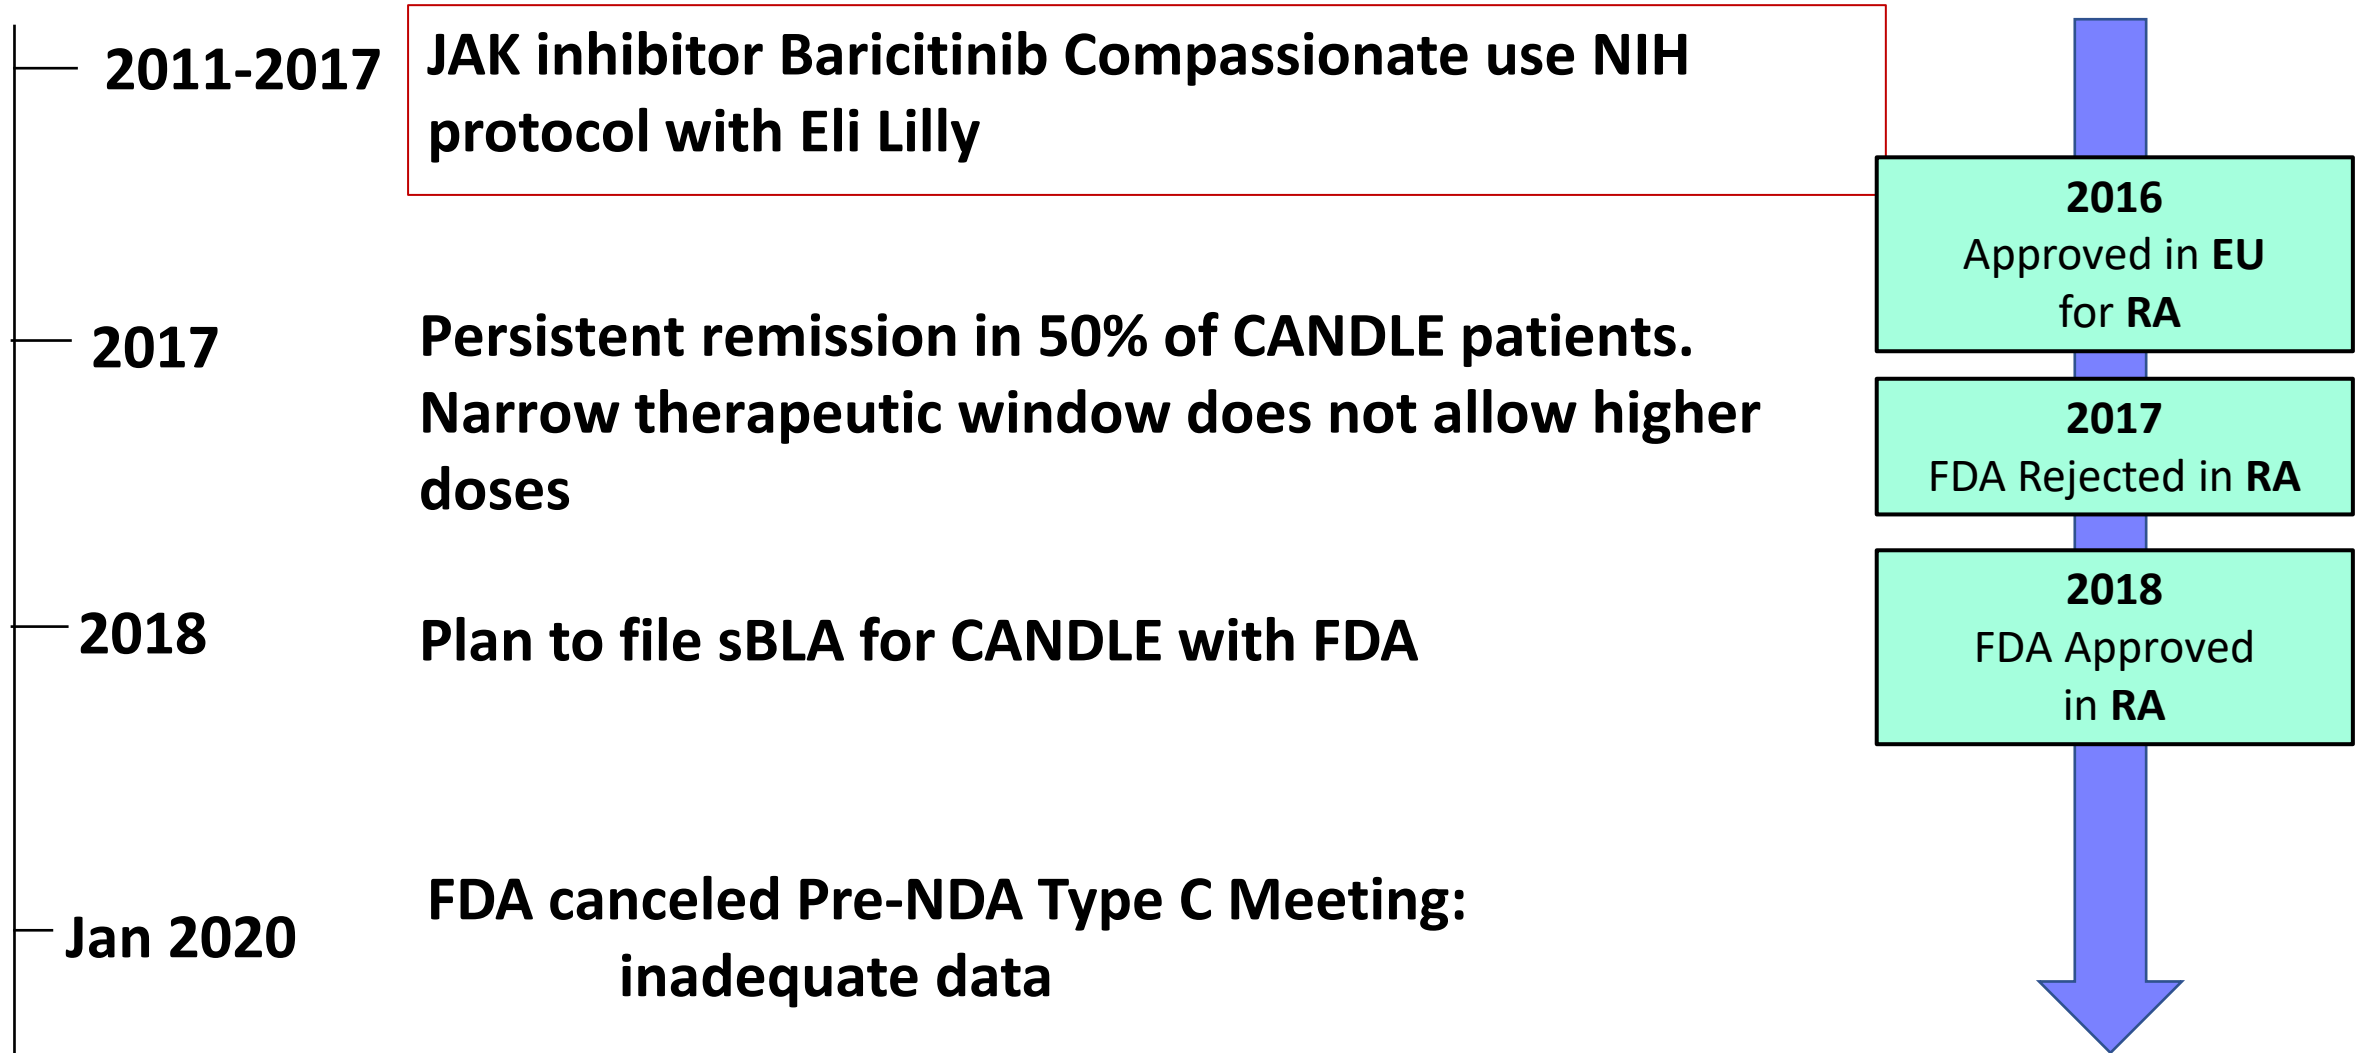 2011-2017
JAK inhibitor Baricitinib Compassionate use NIH
protocol with Eli Lilly
2017
Persistent remission in 50% of CANDLE patients.
Narrow therapeutic window does not allow higher
doses
2018
Plan to file sBLA for CANDLE with FDA
Jan 2020
FDA canceled Pre-NDA Type C Meeting:
inadequate data
2016
Approved in EU
for RA
2017
FDA Rejected in RA
2018
FDA Approved
in RA